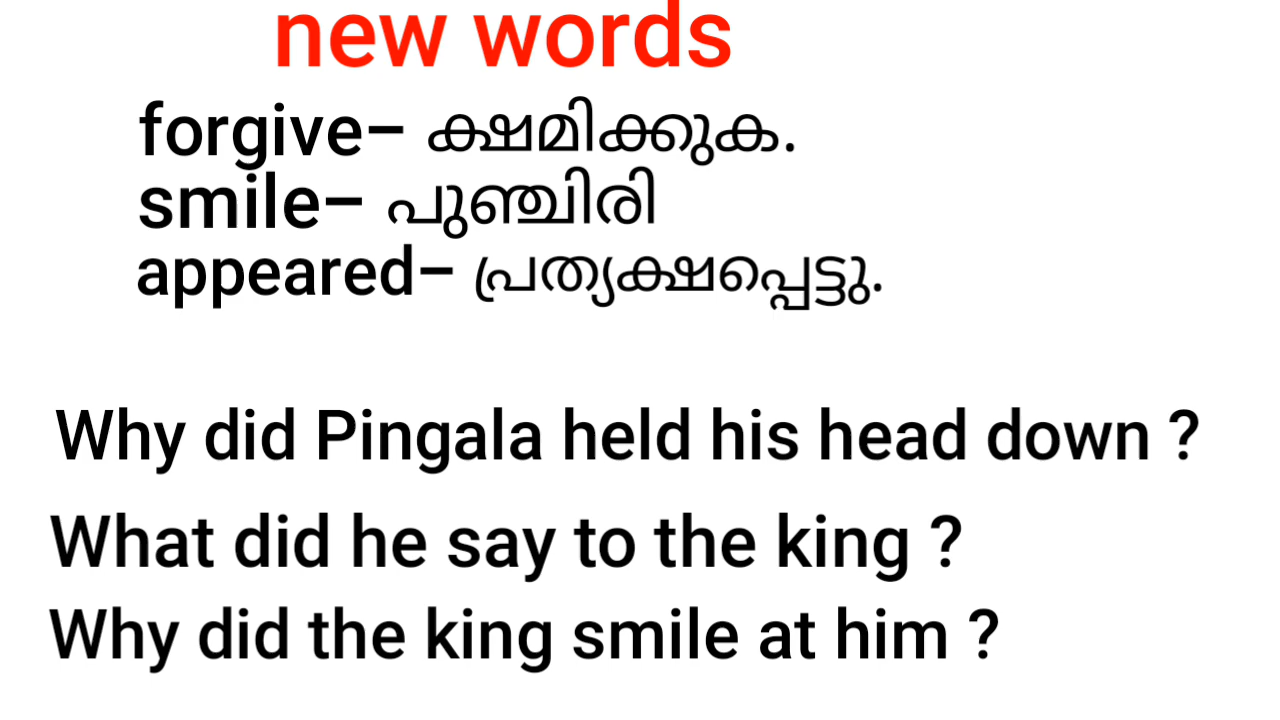 new words
forgive– ക്ഷമിക്കുക.
smile– പുഞ്ചിരി
appeared– പ്രത്യക്ഷപ്പെട്ടു.
Why did Pingala held his head down ?
What did he say to the king ?
Why did the king smile at him ?